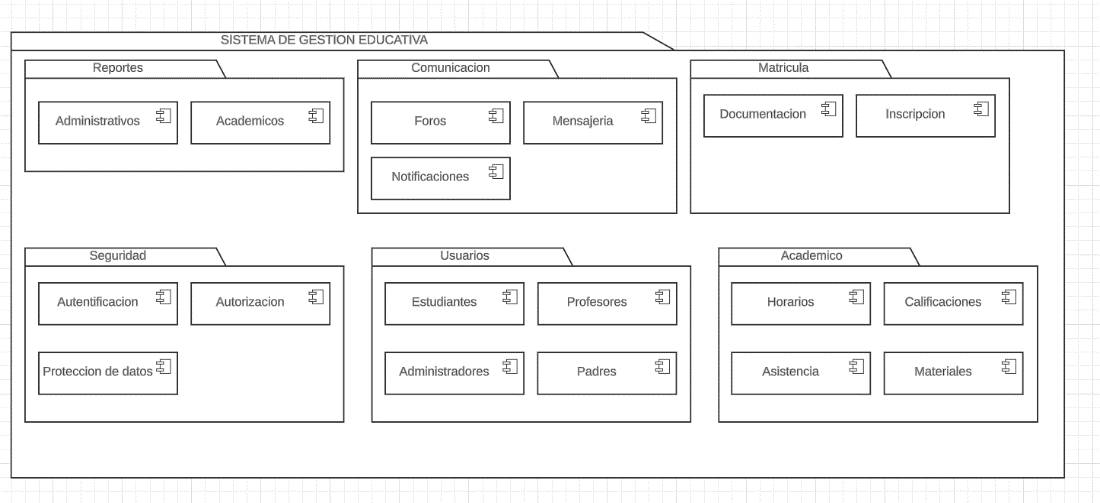 SISTEMA DE GESTION EDUCATIVA
Reportes
Administrativos
Academicos
Comunicacion
Foros
Mensajeria
Notificaciones
Matricula
Documentacion
Inscripcion
Seguridad
Autentificacion
Autorizacion
Proteccion de datos
Usuarios
Estudiantes
Profesores
Administradores
Padres
Academico
Horarios
Calificaciones
Asistencia
Materiales